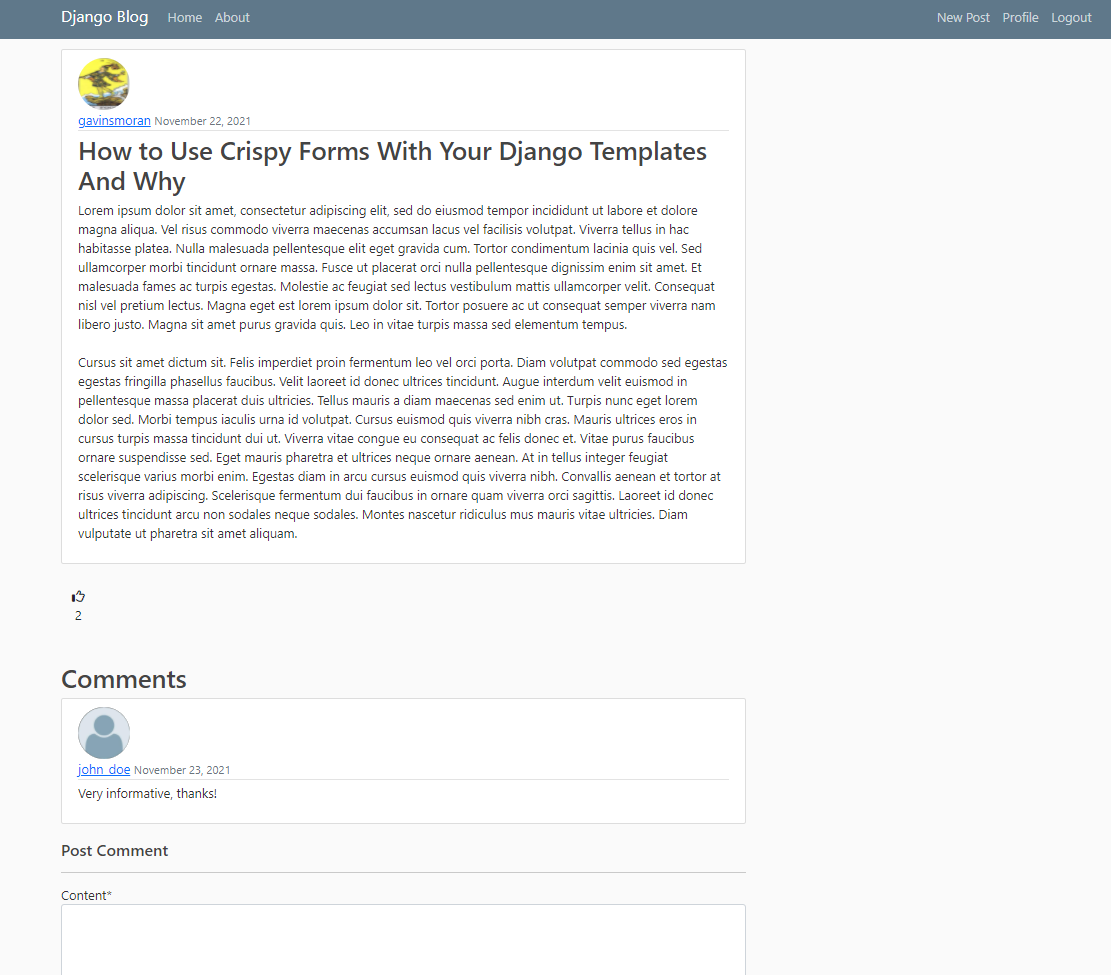 Django Blog Home About New Post Profile Logout
gavinsmoran November 22, 2021
How to Use Crispy Forms With Your Django Templates
And Why
Lorem ipsum dolor sit amet, consectetur adipiscing elit, sed do eiusmod tempor incididunt ut labore et dolore
magna aliqua. Vel risus commodo viverra maecenas accumsan lacus vel facilisis volutpat. Viverra tellus in hac
habitasse platea. Nulla malesuada pellentesque elit eget gravida cum. Tortor condimentum lacinia quis vel. Sed
ullamcorper morbi tincidunt ornare massa. Fusce ut placerat orci nulla pellentesque dignissim enim sit amet. Et
malesuada fames ac turpis egestas. Molestie ac feugiat sed lectus vestibulum mattis ullamcorper velit. Consequat
nisl vel pretium lectus. Magna eget est lorem ipsum dolor sit. Tortor posuere ac ut consequat semper viverra nam
libero justo. Magna sit amet purus gravida quis. Leo in vitae turpis massa sed elementum tempus.
Cursus sit amet dictum sit. Felis imperdiet proin fermentum leo vel orci porta. Diam volutpat commodo sed egestas
egestas fringilla phasellus faucibus. Velit laoreet id donec ultrices tincidunt. Augue interdum velit euismod in
pellentesque massa placerat duis ultricies. Tellus mauris a diam maecenas sed enim ut. Turpis nunc eget lorem
dolor sed. Morbi tempus iaculis urna id volutpat. Cursus euismod quis viverra nibh cras. Mauris ultrices eros in
cursus turpis massa tincidunt dui ut. Viverra vitae congue eu consequat ac felis donec et. Vitae purus faucibus
ornare suspendisse sed. Eget mauris pharetra et ultrices neque ornare aenean. At in tellus integer feugiat
scelerisque varius morbi enim. Egestas diam in arcu cursus euismod quis viverra nibh. Convallis aenean et tortor at
risus viverra adipiscing. Scelerisque fermentum dui faucibus in ornare quam viverra orci sagittis. Laoreet id donec
ultrices tincidunt arcu non sodales neque sodales. Montes nascetur ridiculus mus mauris vitae ultricies. Diam
vulputate ut pharetra sit amet aliquam.
2
Comments
john_doe November 23, 2021
Very informative, thanks!
Post Comment
Content*